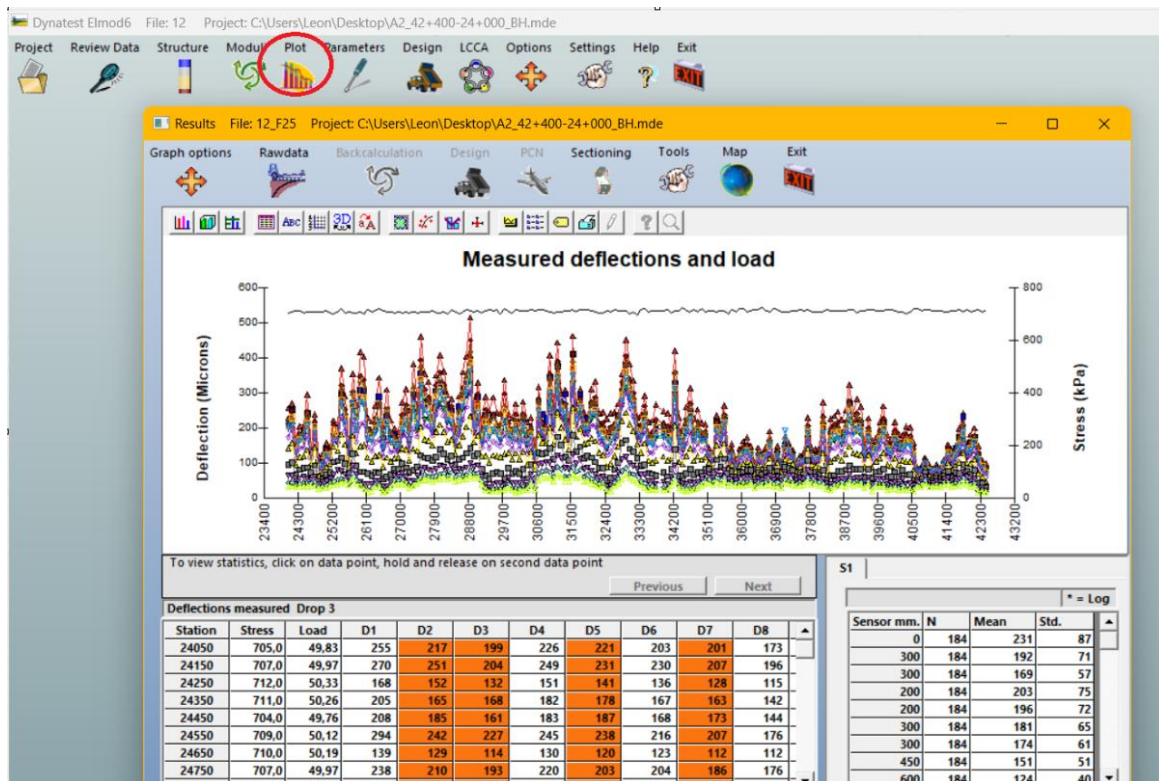 Dynatest Elmod6 File: 12 Project: C:\Users\Leon\Desktop\A2_42+400-24+000_BH.mde
Project Review Data Structure Moduli Plot Parameters Design LCCA Options Settings Help Exit
EXIT
Results File: 12_F25 Project: C:\Users\Leon\Desktop\A2_42+400-24+000_BH.mde
Graph options Rawdata Backcalculation Design PCN Sectioning Tools Map Exit
EXIT
ABC 3D A
Measured deflections and load
Deflection (Microns)
600
500
400
300
200
100
0
800
600
400
200
0
Stress (kPa)
23400 24300 25200 26100 27000 27900 28800 29700 30600 31500 32400 33300 34200 35100 36000 36900 37800 38700 39600 40500 41400 42300 43200
To view statistics, click on data point, hold and release on second data point
Previous Next
Deflections measured Drop 3
Station Stress Load D1 D2 D3 D4 D5 D6 D7 D8
24050 705,0 49,83 255 217 199 226 221 203 201 173
24150 707,0 49,97 270 251 204 249 231 230 207 196
24250 712,0 50,33 168 152 132 151 141 136 128 115
24350 711,0 50,26 205 165 168 182 178 167 163 142
24450 704,0 49,76 208 185 161 183 187 168 173 144
24550 709,0 50,12 294 242 227 245 238 216 207 176
24650 710,0 50,19 139 129 114 130 120 123 112 112
24750 707,0 49,97 238 210 193 220 203 204 186 176
S1
* = Log
Sensor mm. N Mean Std.
0 184 231 87
300 184 192 71
300 184 169 57
200 184 203 75
200 184 196 72
300 184 181 65
300 184 174 61
450 184 151 51
600 184 124 40